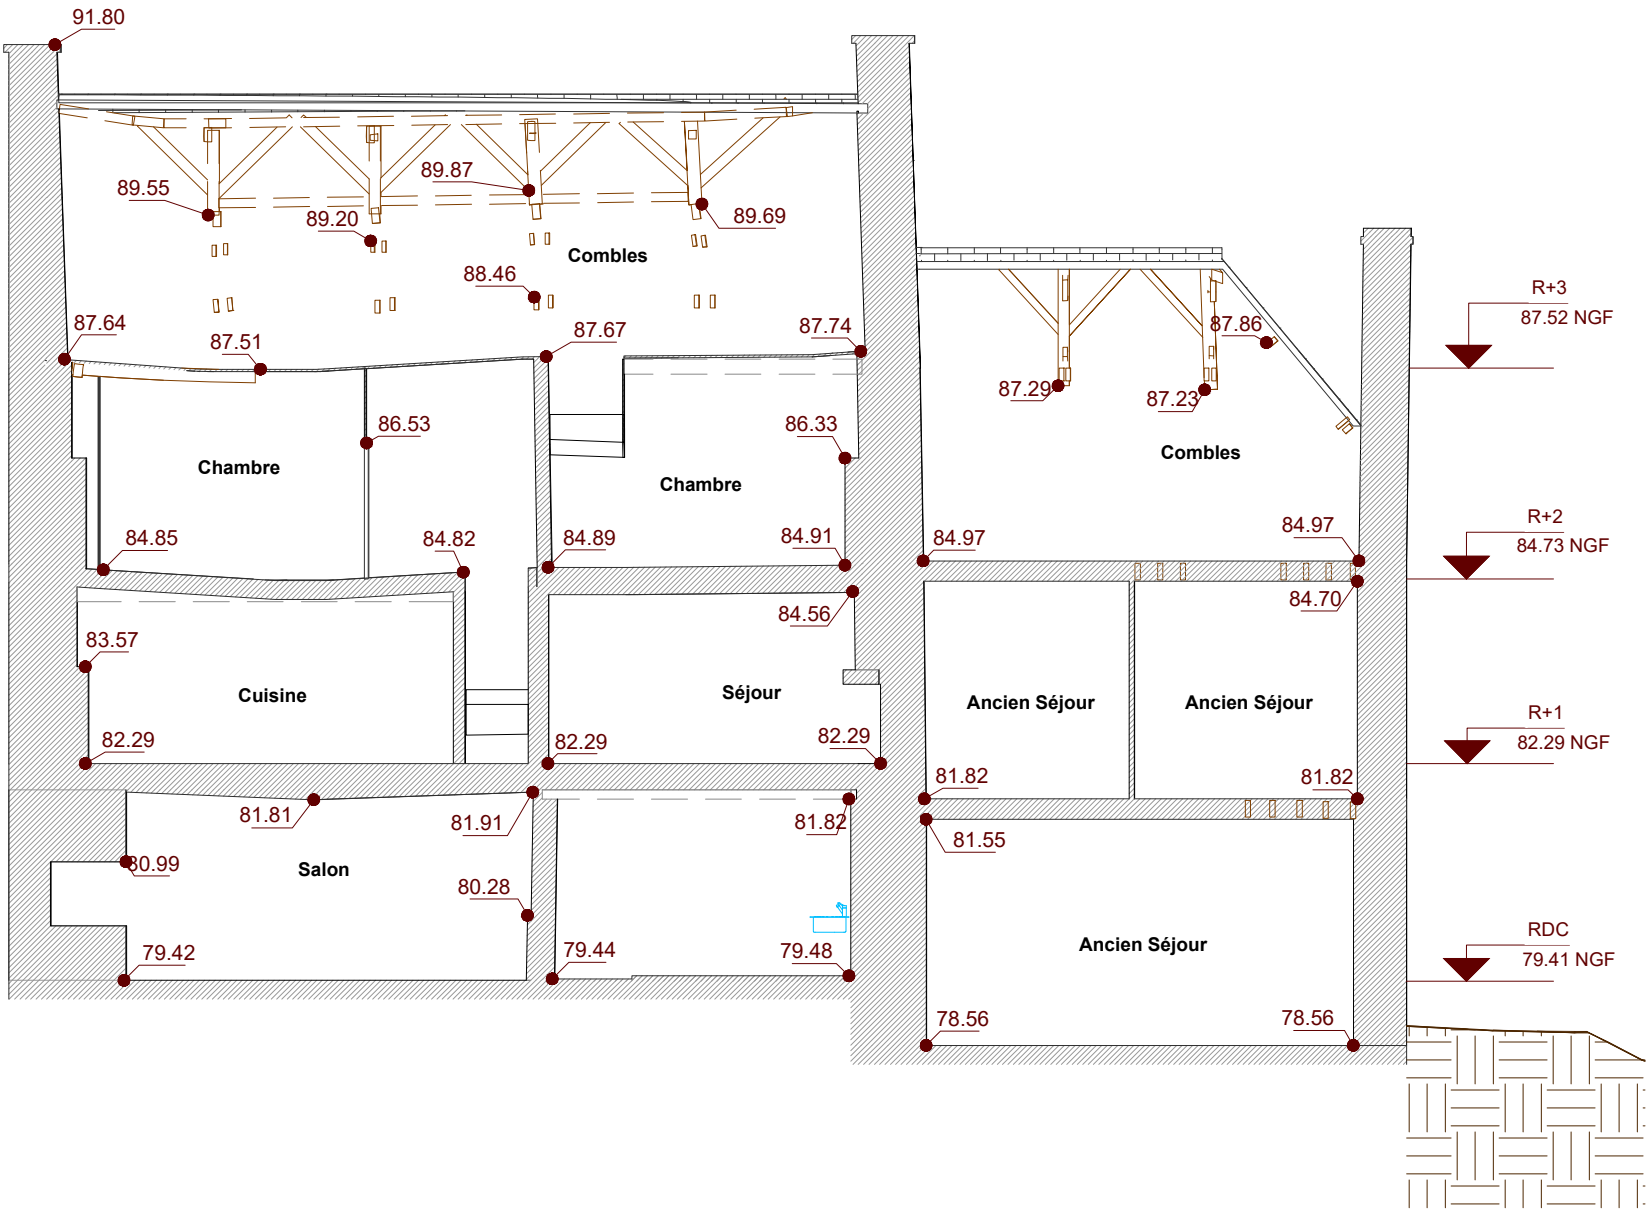 91.80
89.55
89.20
89.87
89.69
Combles
88.46
87.64
87.51
87.67
87.74
87.86
R+3
87.52 NGF
87.29
87.23
86.53
86.33
Chambre
Chambre
Combles
84.85
84.82
84.89
84.91
84.97
84.97
R+2
84.73 NGF
84.70
84.56
83.57
Cuisine
Séjour
Ancien Séjour
Ancien Séjour
R+1
82.29 NGF
82.29
82.29
82.29
81.82
81.82
81.81
81.91
81.82
81.55
80.99
Salon
80.28
79.42
79.44
79.48
Ancien Séjour
RDC
79.41 NGF
78.56
78.56